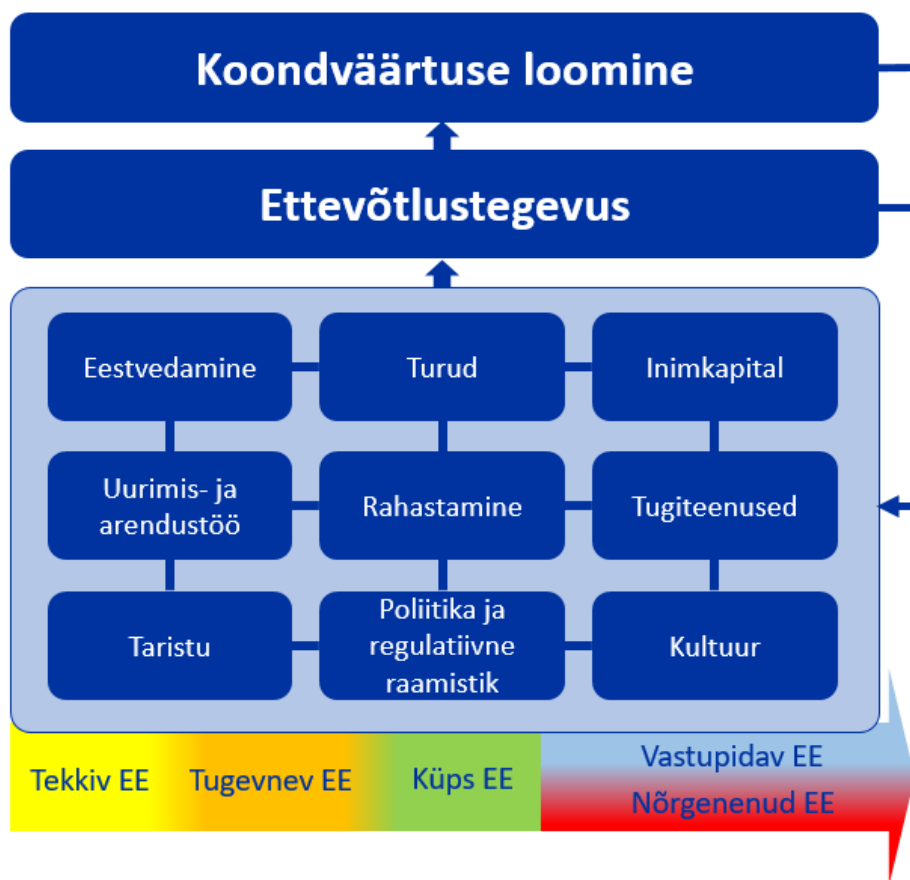 Koondväärtuse loomine
Ettevõtlustegevus
Eestvedamine
Turud
Inimkapital
Uurimis- ja
arendustöö
Rahastamine
Tugiteenused
Taristu
Poliitika ja
regulatiivne
raamistik
Kultuur
Tekkiv EE
Tugevnev EE
Küps EE
Vastupidav EE
Nõrgenenud EE